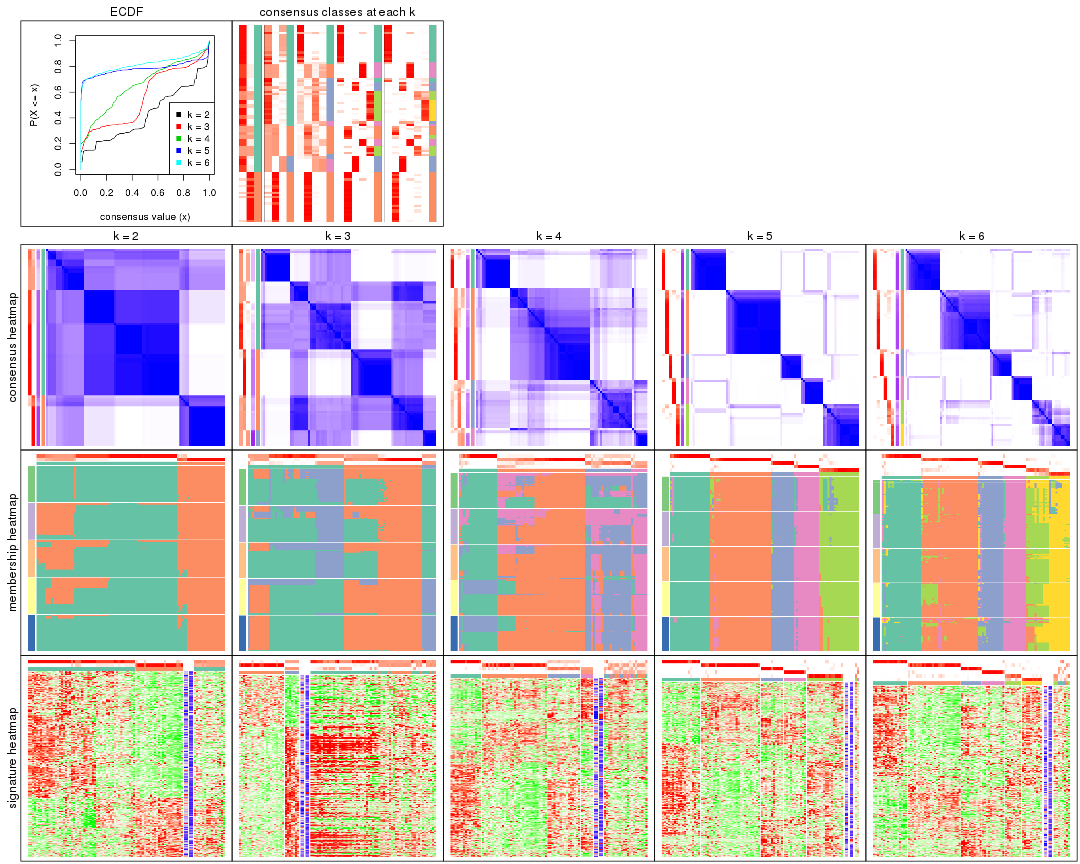 ECDF
consensus classes at each k
P(X <= x)
0.0 0.2 0.4 0.6 0.8 1.0
k = 2
k = 3
k = 4
k = 5
k = 6
0.0 0.2 0.4 0.6 0.8 1.0
consensus value (x)
k = 2
k = 3
k = 4
k = 5
k = 6
consensus heatmap
membership heatmap
signature heatmap